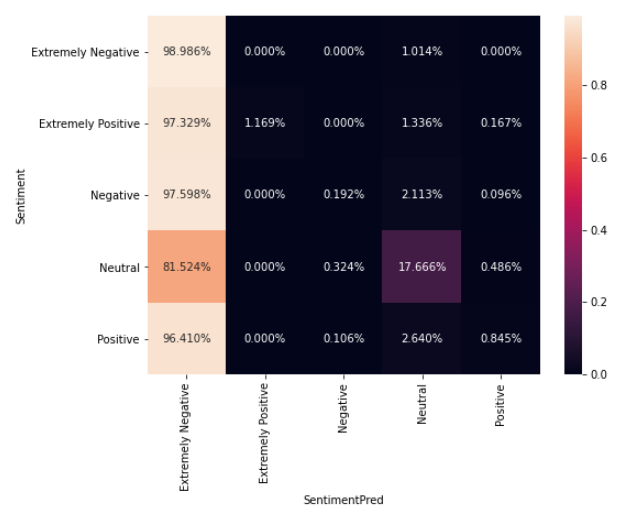 Extremely Negative 98.986% 0.000% 0.000% 1.014% 0.000%
Extremely Positive 97.329% 1.169% 0.000% 1.336% 0.167%
Negative 97.598% 0.000% 0.192% 2.113% 0.096%
Neutral 81.524% 0.000% 0.324% 17.666% 0.486%
Positive 96.410% 0.000% 0.106% 2.640% 0.845%
Sentiment
Extremely Negative
Extremely Positive
Negative
Neutral
Positive
SentimentPred
0.8
0.6
0.4
0.2
0.0